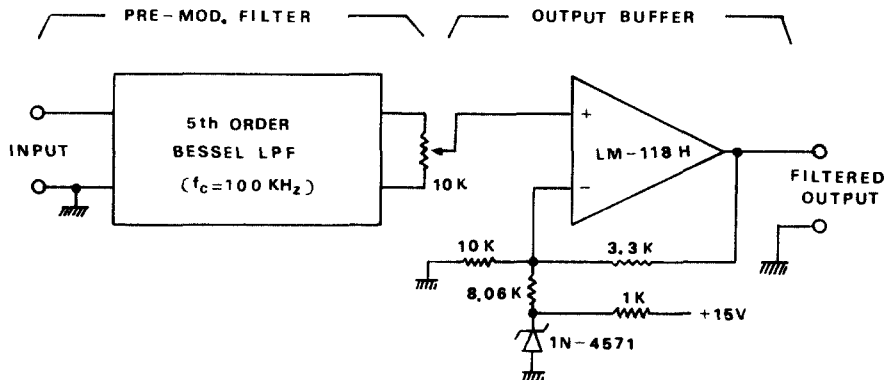 PRE-MOD. FILTER
OUTPUT BUFFER
INPUT
5th ORDER
BESSEL LPF
(fc=100 KHz)
10K
+
−
LM-118 H
FILTERED
OUTPUT
10K
3.3K
8.06K
1K
+15V
1N-4571